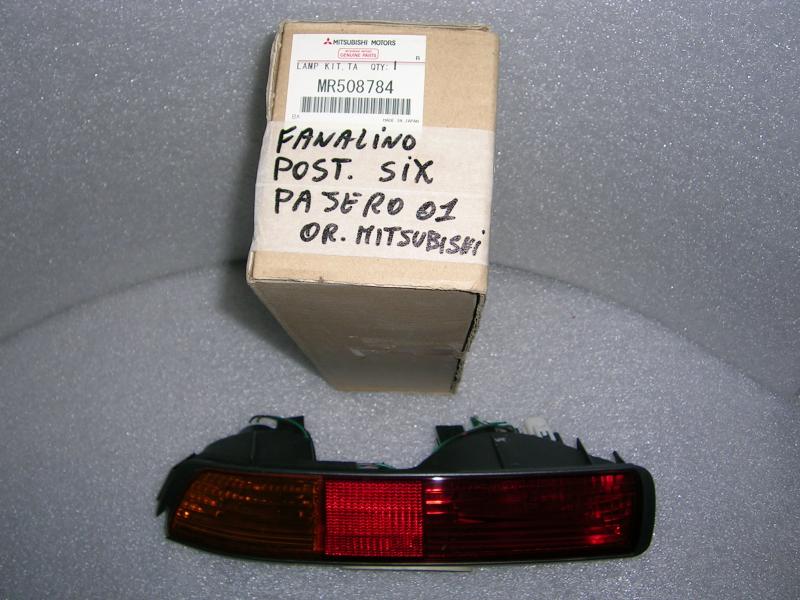 MITSUBISHI MOTORS
GENUINE PARTS
R
LAMP KIT,TA QTY: 1
MR508784
MADE IN JAPAN
FANALINO
POST. SIX
PAJERO 01
OR. MITSUBISHI